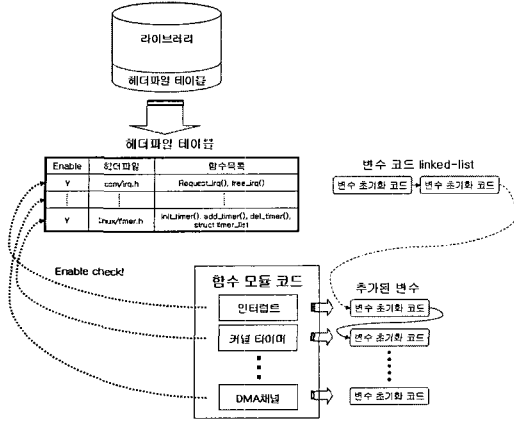 라이브러리
헤더파일 테이블
헤더파일 테이블
Enable 헤더파일 함수목록
Y asm/irq.h Request_irq(), free_irq()
Y linux/timer.h init_timer(), add_timer(), del_timer(),
struct timer_list
변수 코드 linked-list
변수 초기화 코드 변수 초기화 코드
Enable check!
함수 모듈 코드
추가된 변수
인터럽트 변수 초기화 코드
커널 타이머 변수 초기화 코드
DMA채널 변수 초기화 코드